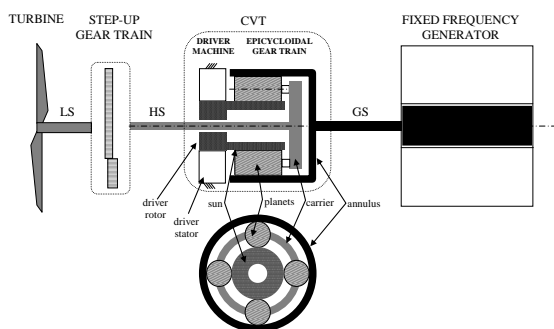 TURBINE
STEP-UP
GEAR TRAIN
CVT
FIXED FREQUENCY
GENERATOR
DRIVER
MACHINE
EPICYCLOIDAL
GEAR TRAIN
LS
HS
GS
driver
rotor
driver
stator
sun
planets
carrier
annulus